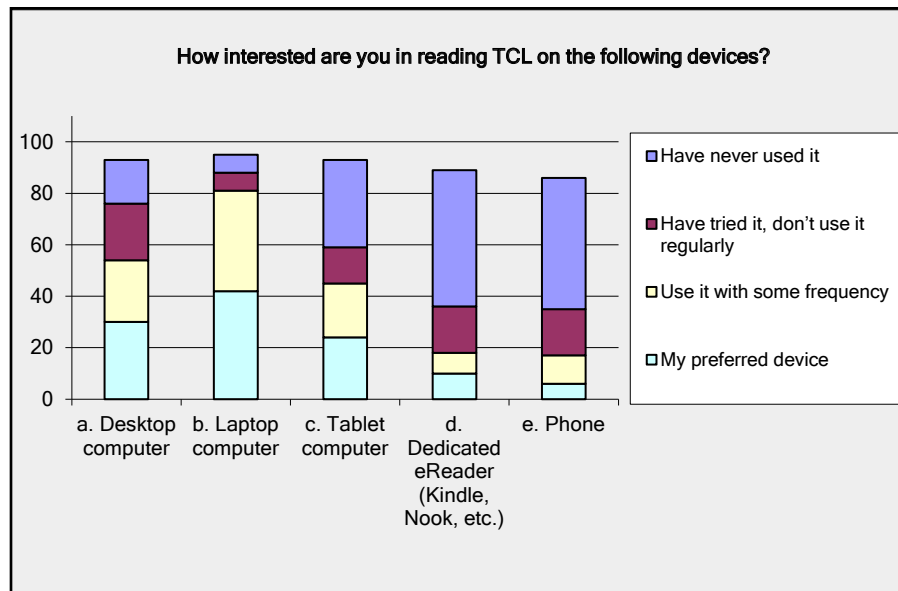 How interested are you in reading TCL on the following devices?
100
80
60
40
20
0
a. Desktop
computer
b. Laptop
computer
c. Tablet
computer
d.
Dedicated
eReader
(Kindle,
Nook, etc.)
e. Phone
Have never used it
Have tried it, don’t use it
regularly
Use it with some frequency
My preferred device